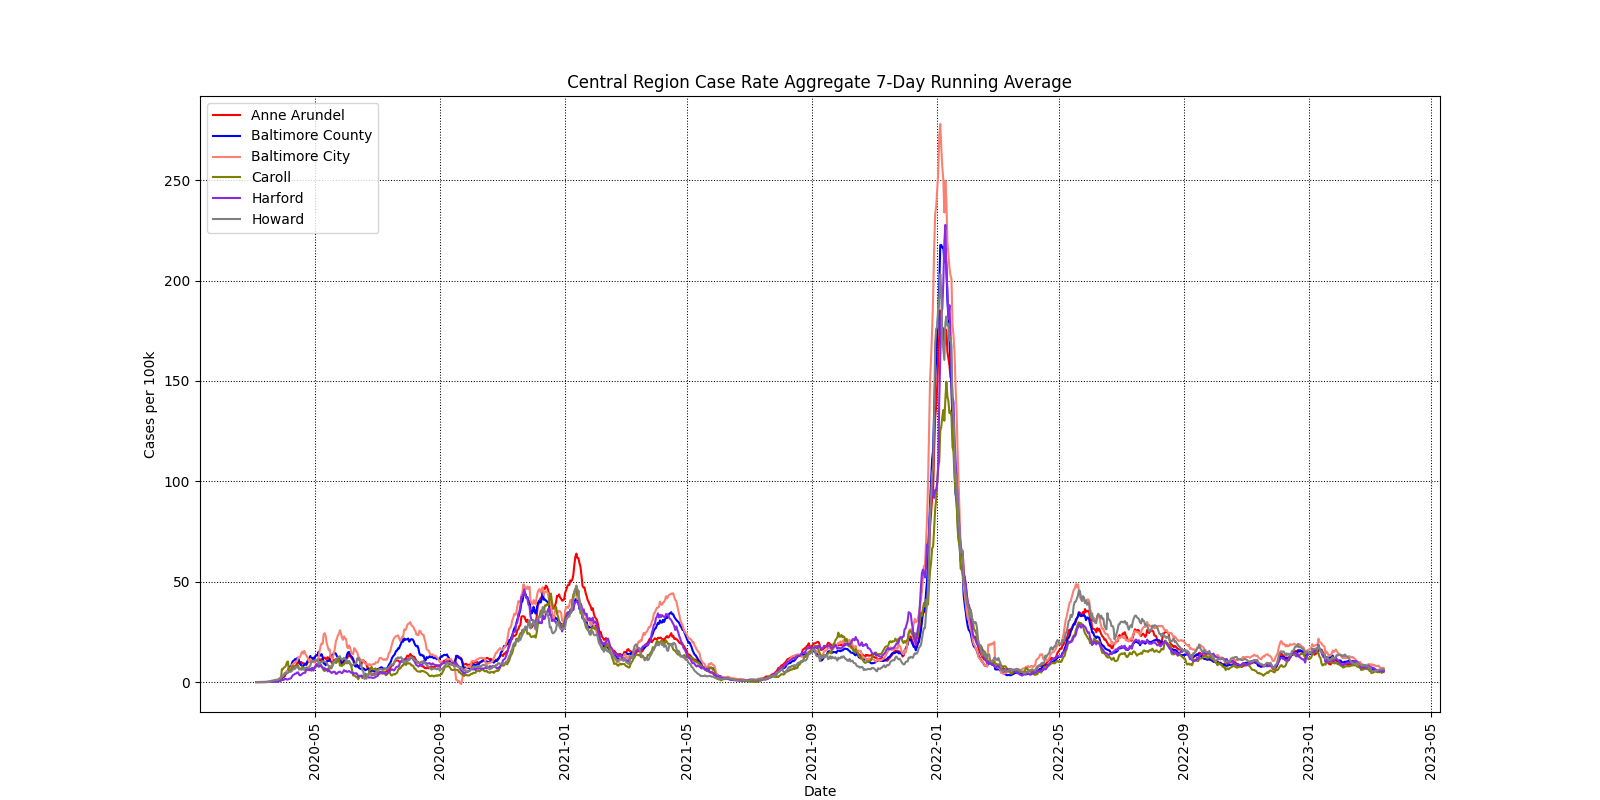 Central Region Case Rate Aggregate 7-Day Running Average
Anne Arundel
Baltimore County
Baltimore City
Caroll
Harford
Howard
250
200
150
100
50
0
Cases per 100k
2020-05
2020-09
2021-01
2021-05
2021-09
2022-01
2022-05
2022-09
2023-01
2023-05
Date